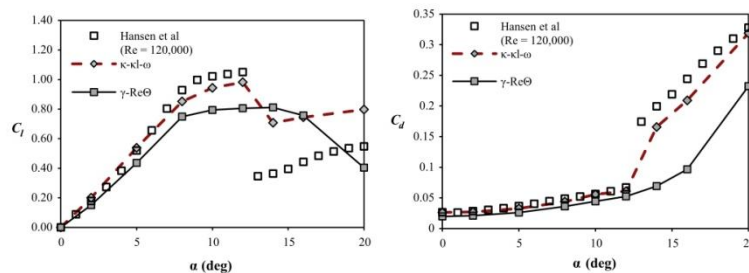 1.40
1.20
1.00
0.80
0.60
0.40
0.20
0.00
C_l
Hansen et al
(Re = 120,000)
κ-κl-ω
γ-ReΘ
0 5 10 15 20
α (deg)
0.35
0.3
0.25
0.2
0.15
0.1
0.05
0
C_d
Hansen et al
(Re = 120,000)
κ-κl-ω
γ-ReΘ
0 5 10 15 20
α (deg)